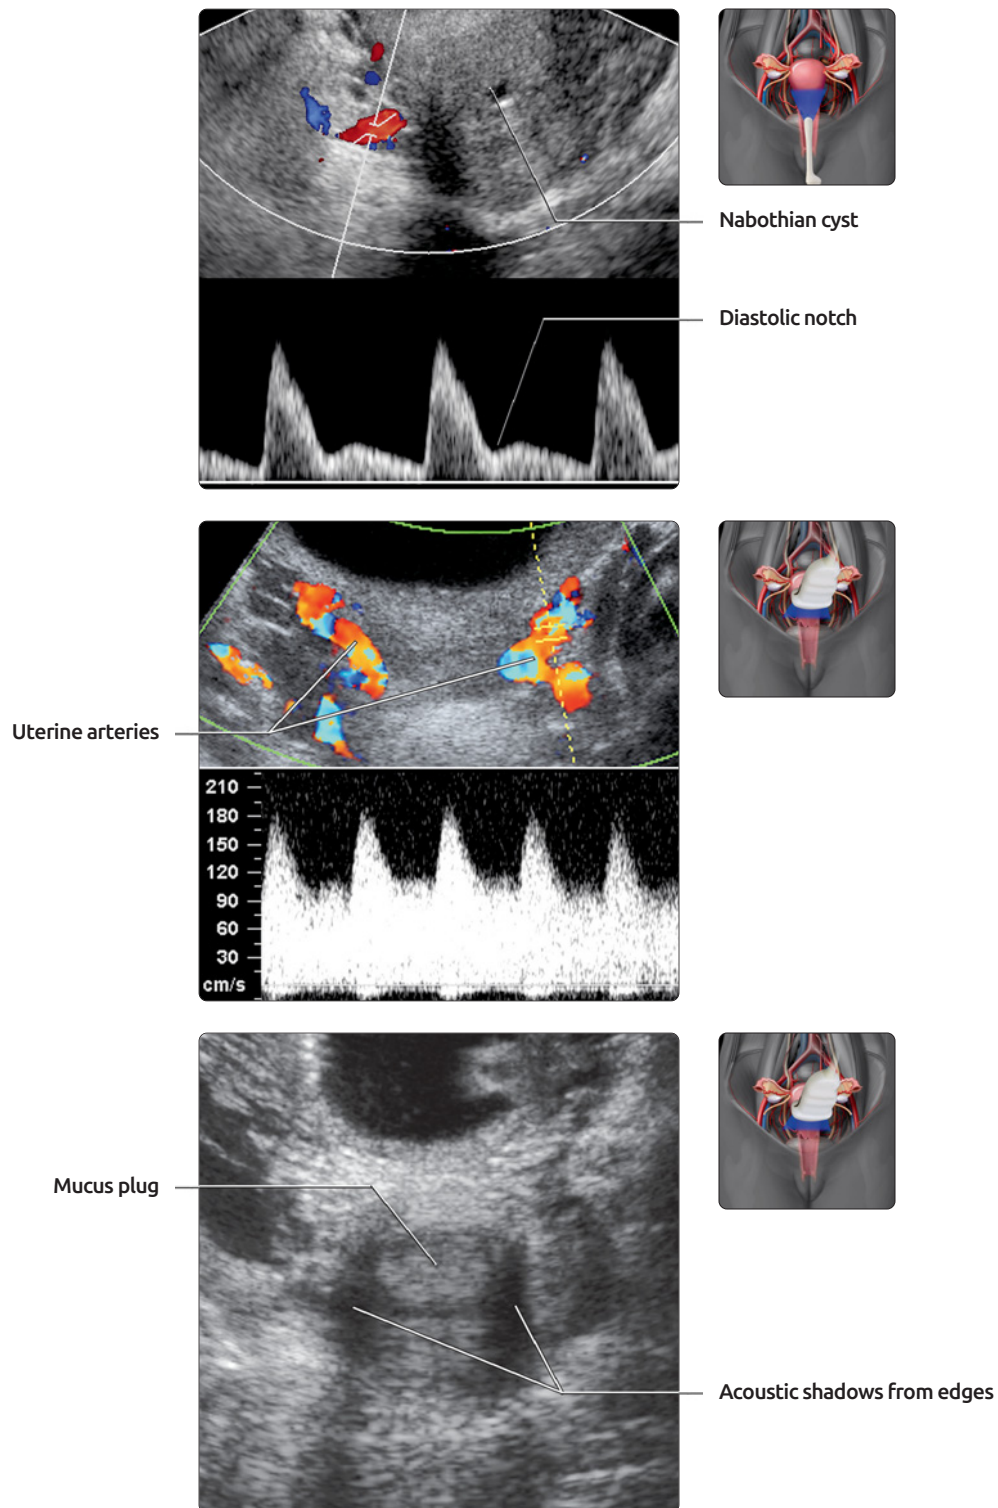 Nabothian cyst
Diastolic notch
Uterine arteries
210
180
150
120
90
60
30
cm/s
Mucus plug
Acoustic shadows from edges